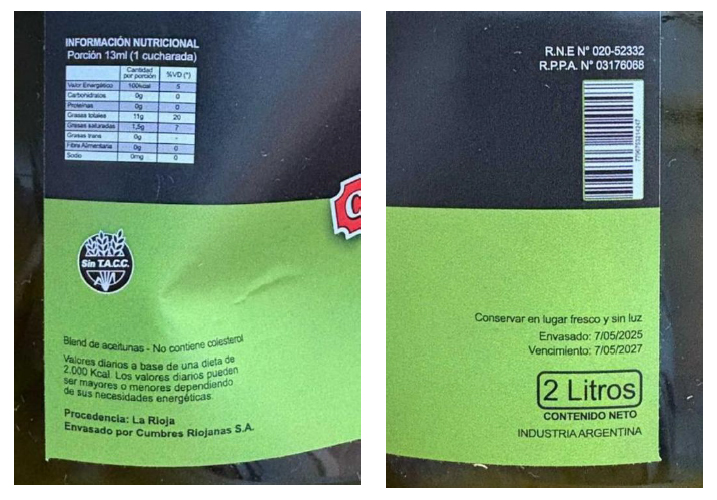 INFORMACIÓN NUTRICIONAL
Porción 13ml (1 cucharada)
Cantidad por porción %VD (*)
Valor Energético 100kcal 5
Carbohidratos 0g 0
Proteínas 0g 0
Grasas totales 11g 20
Grasas saturadas 1,5g 7
Grasas trans 0g -
Fibra Alimentaria 0g 0
Sodio 0mg 0
C
Sin T.A.C.C.
Blend de aceitunas - No contiene colesterol
Valores diarios a base de una dieta de
2.000 Kcal. Los valores diarios pueden
ser mayores o menores dependiendo
de sus necesidades energéticas.
Procedencia: La Rioja
Envasado por Cumbres Riojanas S.A.
R.N.E N° 020-52332
R.P.P.A. N° 03176068
7796703214247
Conservar en lugar fresco y sin luz
Envasado: 7/05/2025
Vencimiento: 7/05/2027
2 Litros
CONTENIDO NETO
INDUSTRIA ARGENTINA